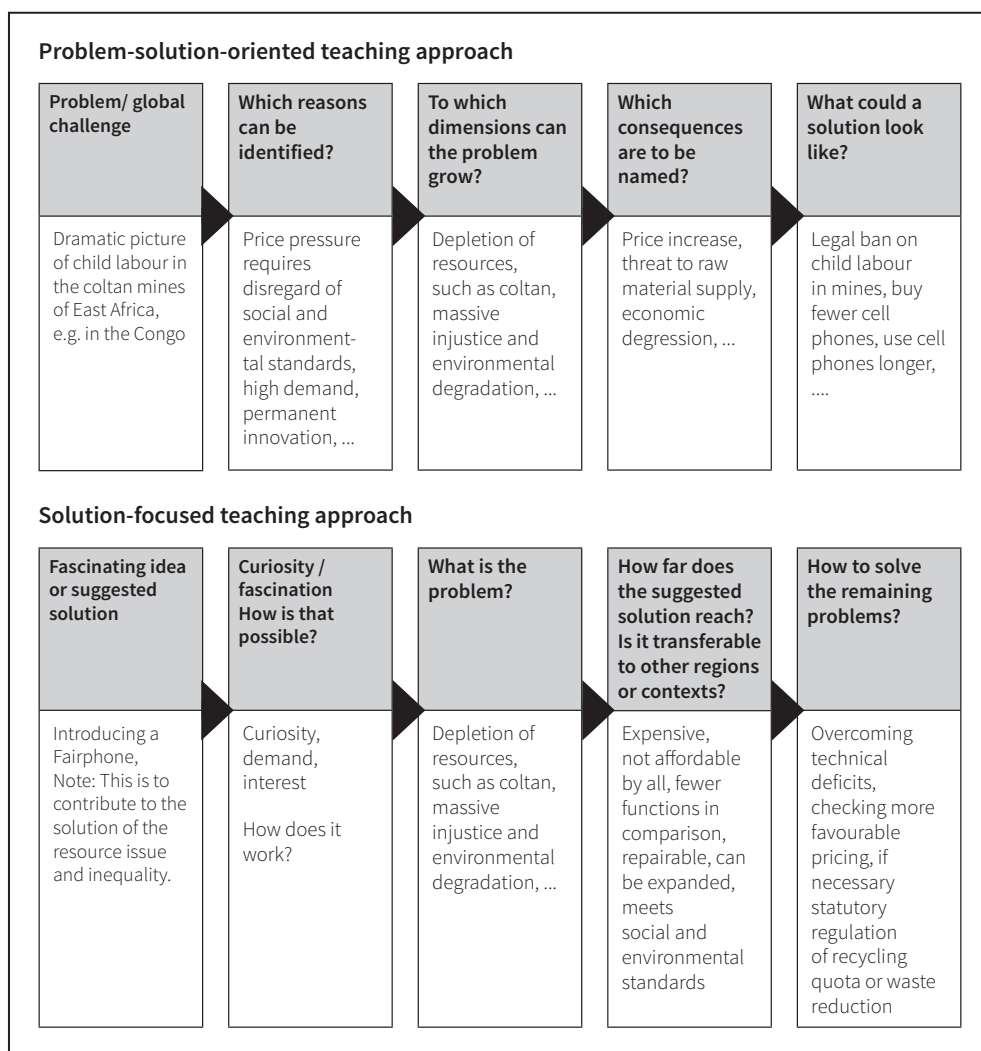 Problem-solution-oriented teaching approach
Problem/ global
challenge
Dramatic picture
of child labour in
the coltan mines
of East Africa,
e.g. in the Congo
Which reasons
can be
identified?
Price pressure
requires
disregard of
social and
environment-
tal standards,
high demand,
permanent
innovation, ...
To which
dimensions can
the problem
grow?
Depletion of
resources,
such as coltan,
massive
injustice and
environmental
degradation, ...
Which
consequences
are to be
named?
Price increase,
threat to raw
material supply,
economic
degression, ...
What could a
solution look
like?
Legal ban on
child labour
in mines, buy
fewer cell
phones, use cell
phones longer,
....
Solution-focused teaching approach
Fascinating idea
or suggested
solution
Introducing a
Fairphone,
Note: This is to
contribute to the
solution of the
resource issue
and inequality.
Curiosity /
fascination
How is that
possible?
Curiosity,
demand,
interest
How does it
work?
What is the
problem?
Depletion of
resources,
such as coltan,
massive
injustice and
environmental
degradation, ...
How far does
the suggested
solution reach?
Is it transferable
to other regions
or contexts?
Expensive,
not affordable
by all, fewer
functions in
comparison,
repairable, can
be expanded,
meets
social and
environmental
standards
How to solve
the remaining
problems?
Overcoming
technical
deficits,
checking more
favourable
pricing, if
necessary
statutory
regulation
of recycling
quota or waste
reduction